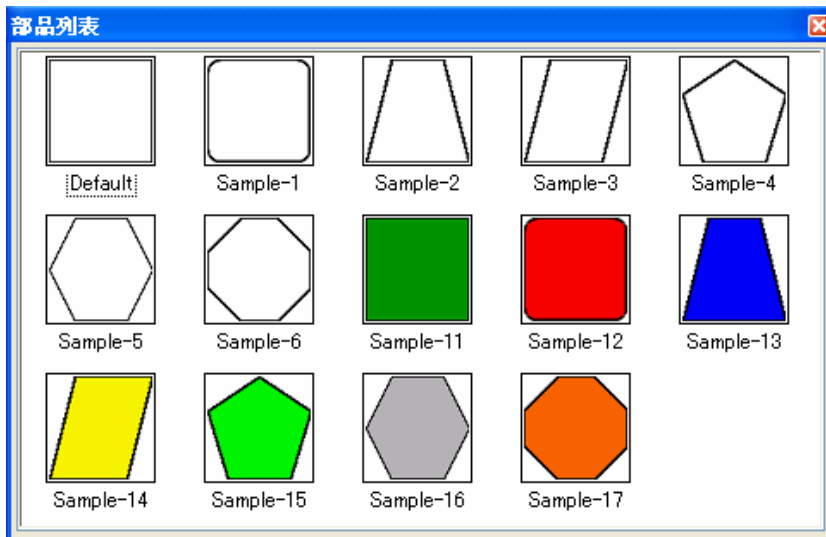 部品列表
Default
Sample-1
Sample-2
Sample-3
Sample-4
Sample-5
Sample-6
Sample-11
Sample-12
Sample-13
Sample-14
Sample-15
Sample-16
Sample-17